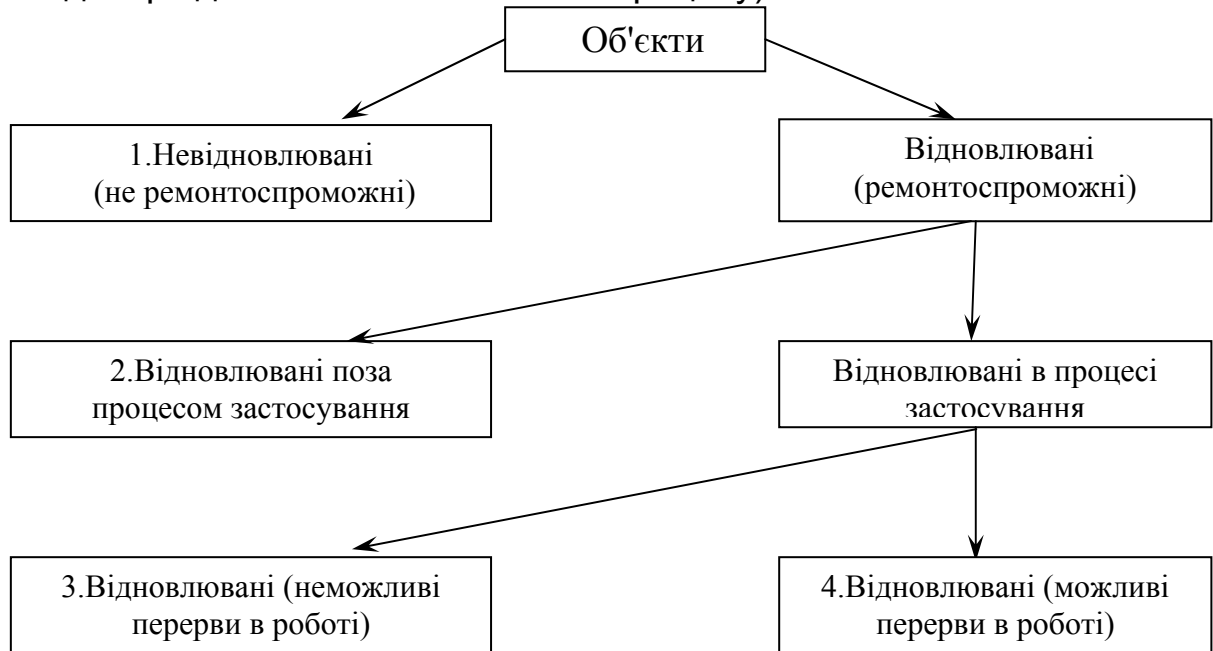 Об'єкти
1.Невідновлювані
(не ремонтоспроможні)
Відновлювані
(ремонтоспроможні)
2.Відновлювані поза
процесом застосування
Відновлювані в процесі
застосування
3.Відновлювані (неможливі
перерви в роботі)
4.Відновлювані (можливі
перерви в роботі)